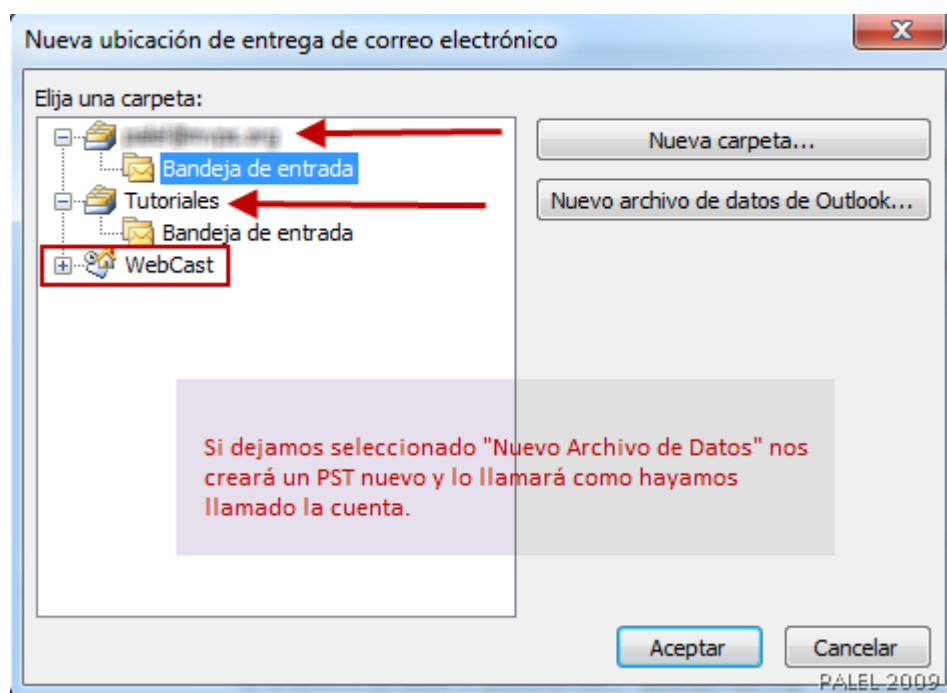 Nueva ubicación de entrega de correo electrónico
Elija una carpeta:
Bandeja de entrada
Tutoriales
Bandeja de entrada
WebCast
Nueva carpeta...
Nuevo archivo de datos de Outlook...
Si dejamos seleccionado "Nuevo Archivo de Datos" nos
creará un PST nuevo y lo llamará como hayamos
llamado la cuenta.
Aceptar
Cancelar
PALEL 2009